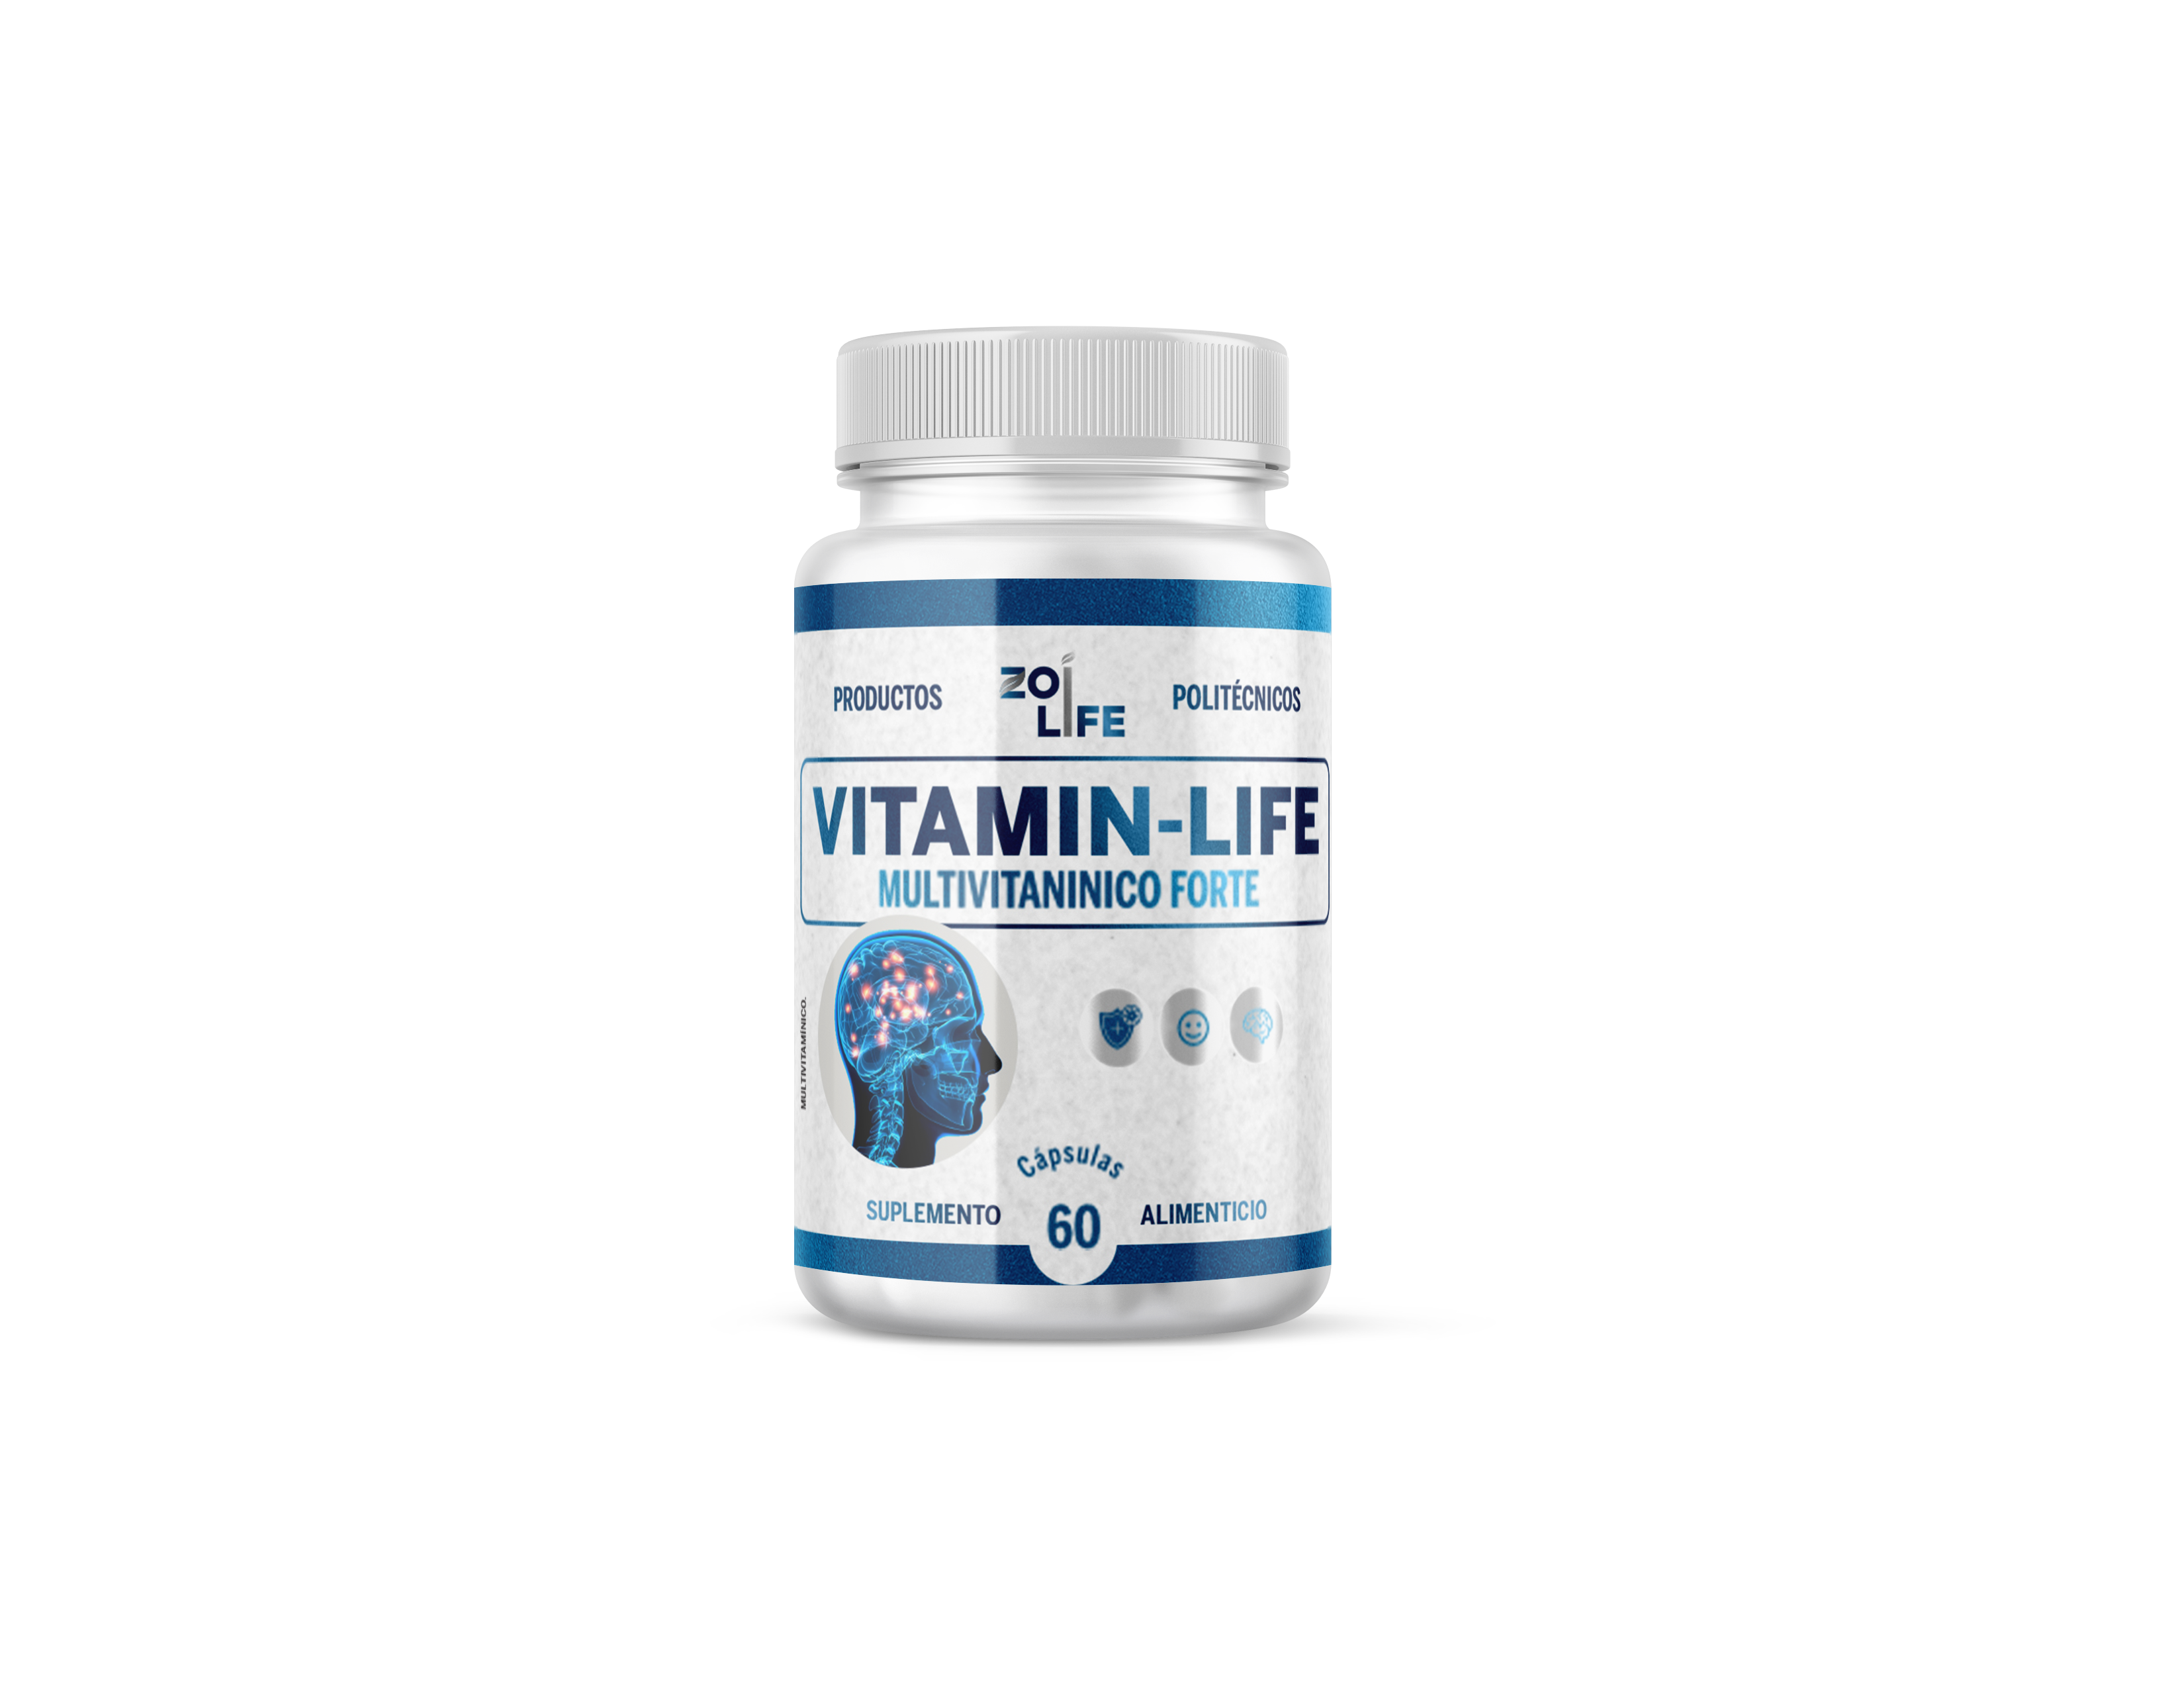 ZOÍ
LIFE
PRODUCTOS
POLITÉCNICOS
VITAMIN-LIFE
MULTIVITANINICO FORTE
MULTIVITAMÍNICO.
Cápsulas
SUPLEMENTO
60
ALIMENTICIO